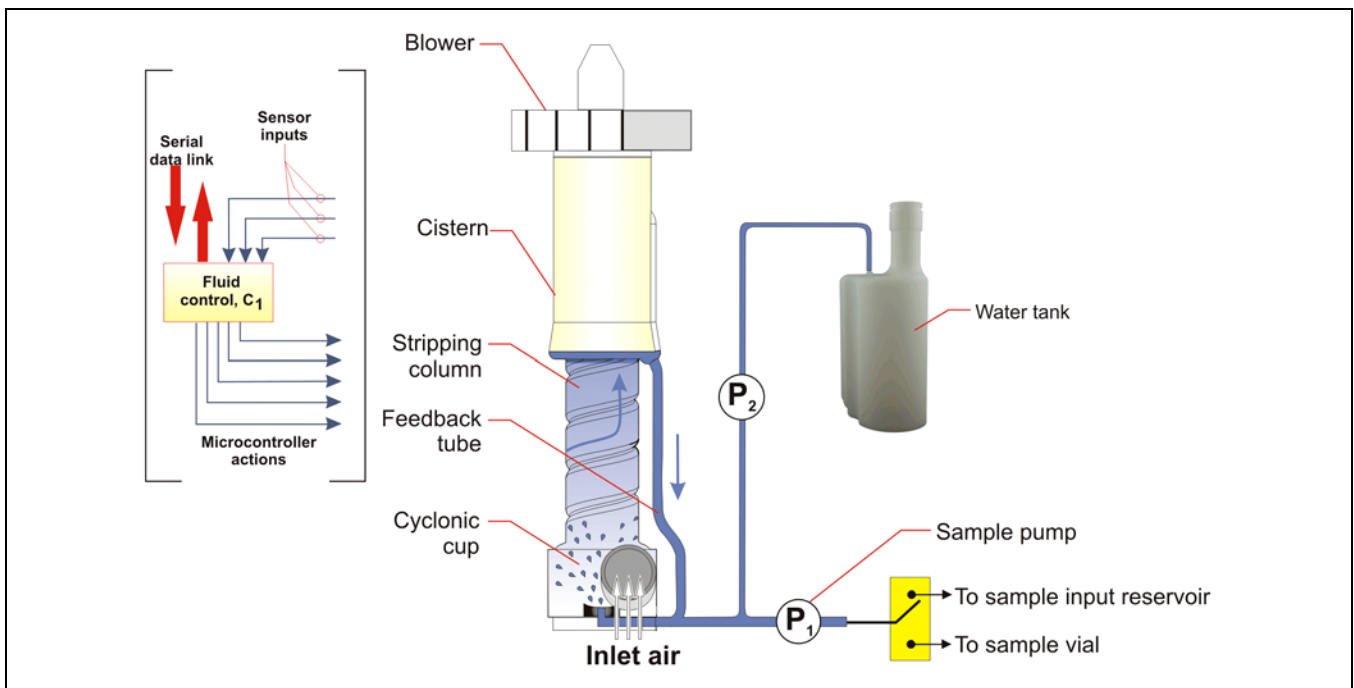 Blower
Sensor
inputs
Serial
data link
Cistern
Fluid
control, C1
Water tank
Stripping
column
P2
Feedback
tube
Microcontroller
actions
Cyclonic
cup
Sample pump
To sample input reservoir
P1
To sample vial
Inlet air